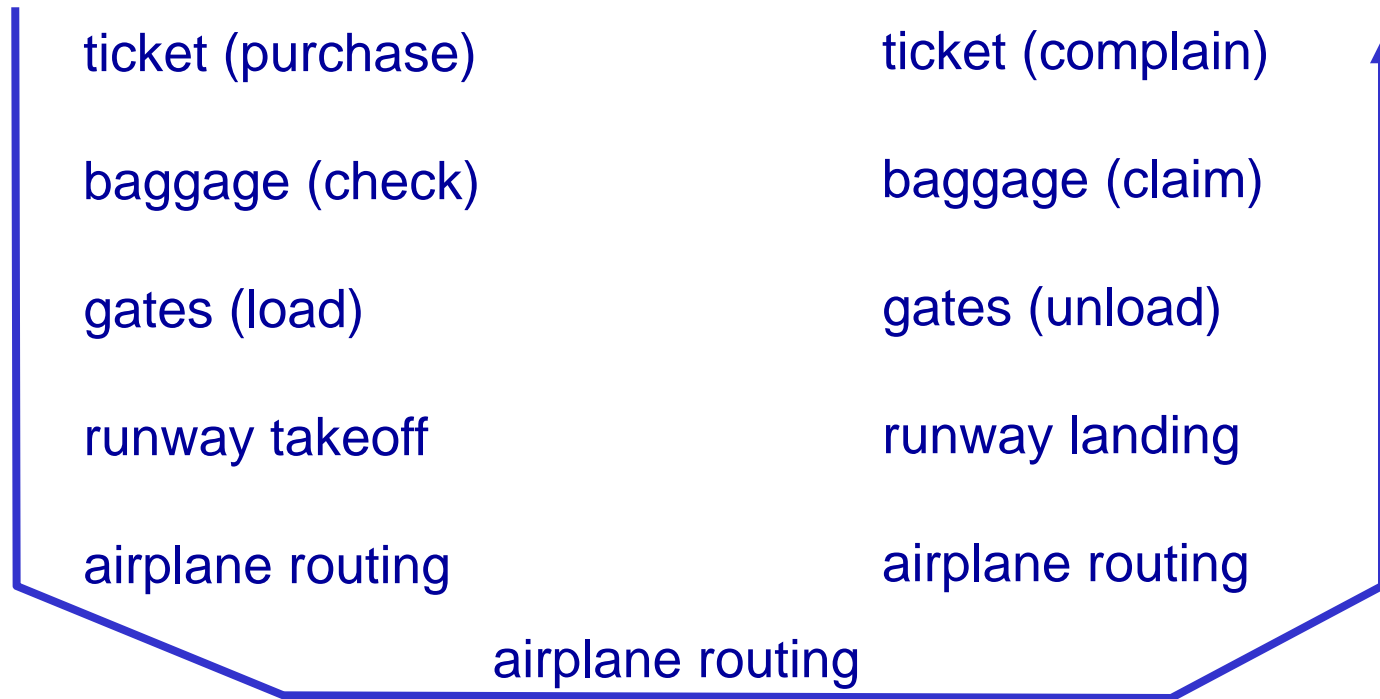 ticket (purchase)
baggage (check)
gates (load)
runway takeoff
airplane routing
airplane routing
ticket (complain)
baggage (claim)
gates (unload)
runway landing
airplane routing